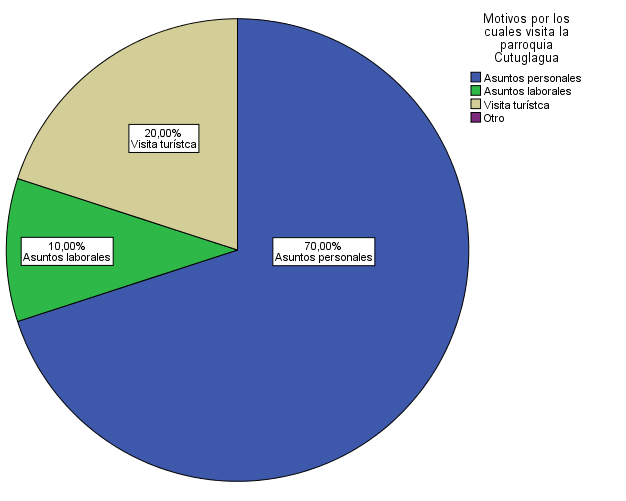 Motivos por los
cuales visita la
parroquia
Cutuglagua
Asuntos personales
Asuntos laborales
Visita turístca
Otro
20,00%
Visita turístca
10,00%
Asuntos laborales
70,00%
Asuntos personales